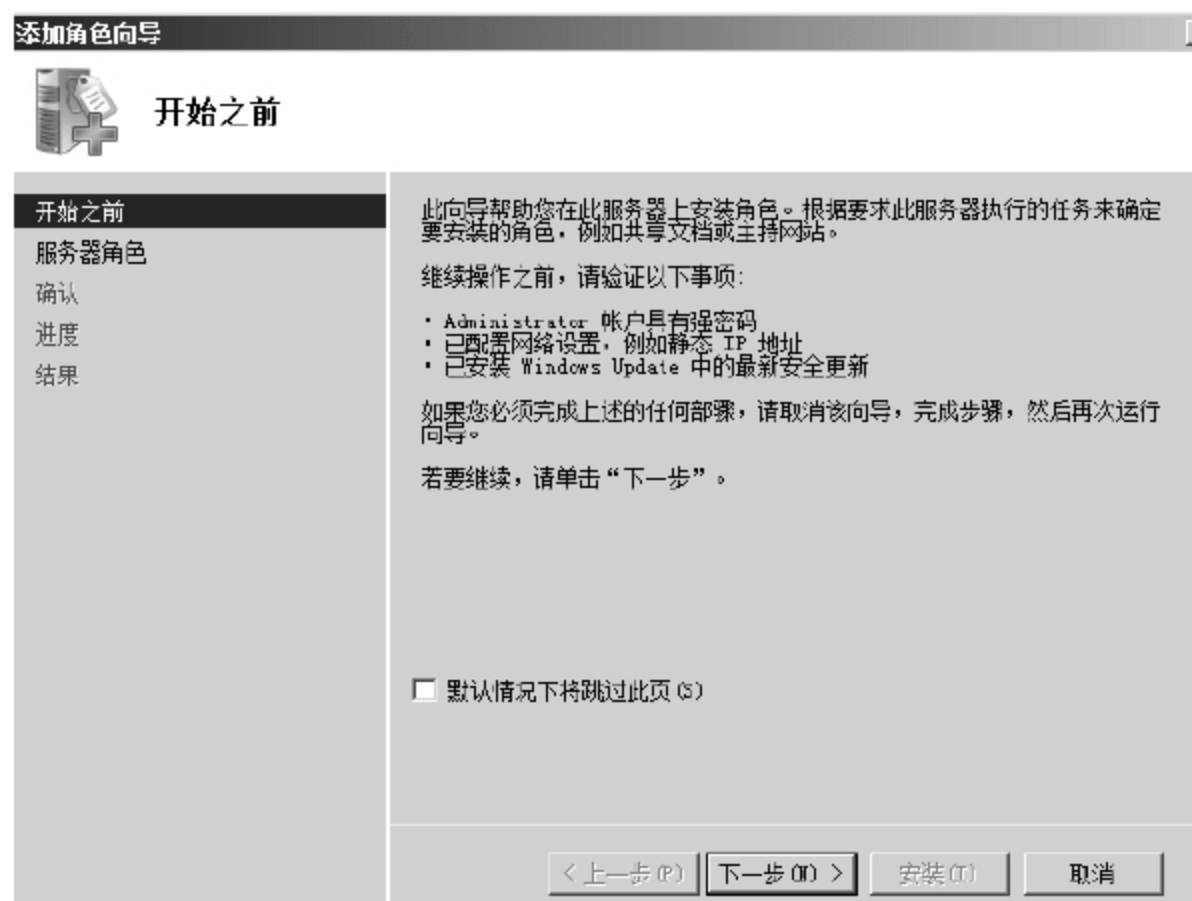 添加角色向导
开始之前
开始之前
服务器角色
确认
进度
结果
此向导帮助您在此服务器上安装角色。根据要求此服务器执行的任务来确定
要安装的角色，例如共享文档或主持网站。
继续操作之前，请验证以下事项:
· Administrator 帐户具有强密码
· 已配置网络设置，例如静态 IP 地址
· 已安装 Windows Update 中的最新安全更新
如果您必须完成上述的任何部骤，请取消该向导，完成步骤，然后再次运行
向导。
若要继续，请单击“下一步”。
默认情况下将跳过此页(S)
< 上一步(P)
下一步(N) >
安装(I)
取消